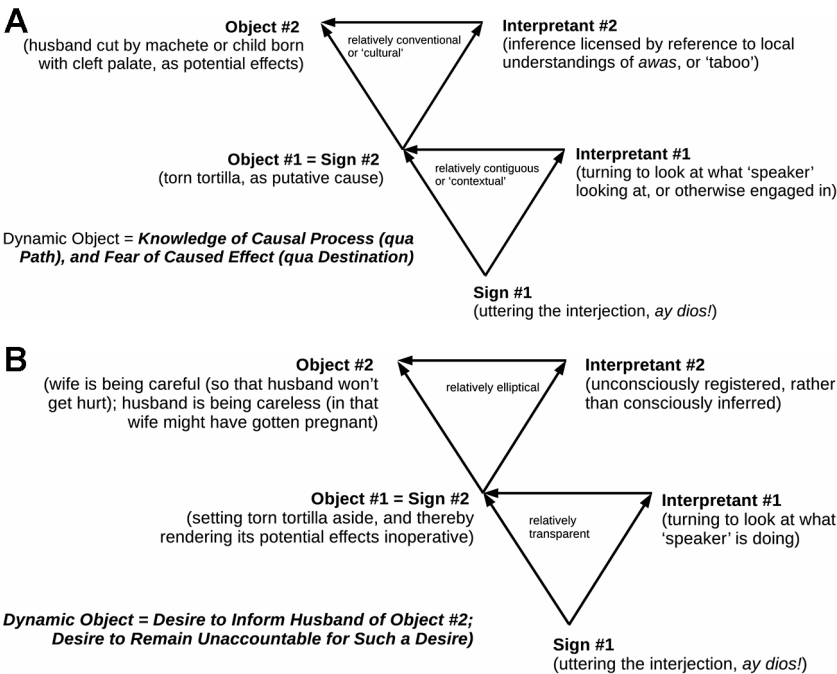 A
Object #2
(husband cut by machete or child born
with cleft palate, as potential effects)
relatively conventional
or ‘cultural’
Interpretant #2
(inference licensed by reference to local
understandings of awas, or ‘taboo’)
Object #1 = Sign #2
(torn tortilla, as putative cause)
relatively contiguous
or ‘contextual’
Interpretant #1
(turning to look at what ‘speaker’
looking at, or otherwise engaged in)
Dynamic Object = Knowledge of Causal Process (qua
Path), and Fear of Caused Effect (qua Destination)
Sign #1
(uttering the interjection, ay dios!)
B
Object #2
(wife is being careful (so that husband won’t
get hurt); husband is being careless (in that
wife might have gotten pregnant)
relatively elliptical
Interpretant #2
(unconsciously registered, rather
than consciously inferred)
Object #1 = Sign #2
(setting torn tortilla aside, and thereby
rendering its potential effects inoperative)
relatively
transparent
Interpretant #1
(turning to look at what
‘speaker’ is doing)
Dynamic Object = Desire to Inform Husband of Object #2;
Desire to Remain Unaccountable for Such a Desire)
Sign #1
(uttering the interjection, ay dios!)